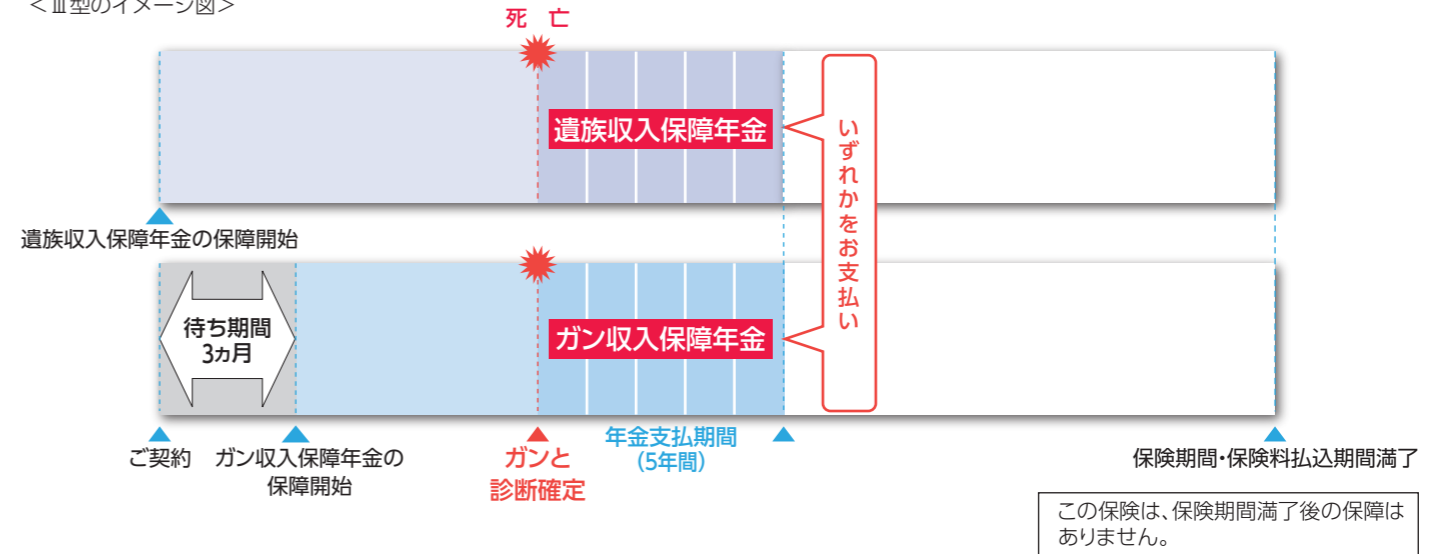 ＜Ⅲ型のイメージ図＞
死 亡
遺族収入保障年金
いずれかをお支払い
遺族収入保障年金の保障開始
待ち期間
3ヵ月
ガン収入保障年金
ご契約
ガン収入保障年金の
保障開始
ガンと
診断確定
年金支払期間
(5年間)
保険期間・保険料払込期間満了
この保険は、保険期間満了後の保障は
ありません。